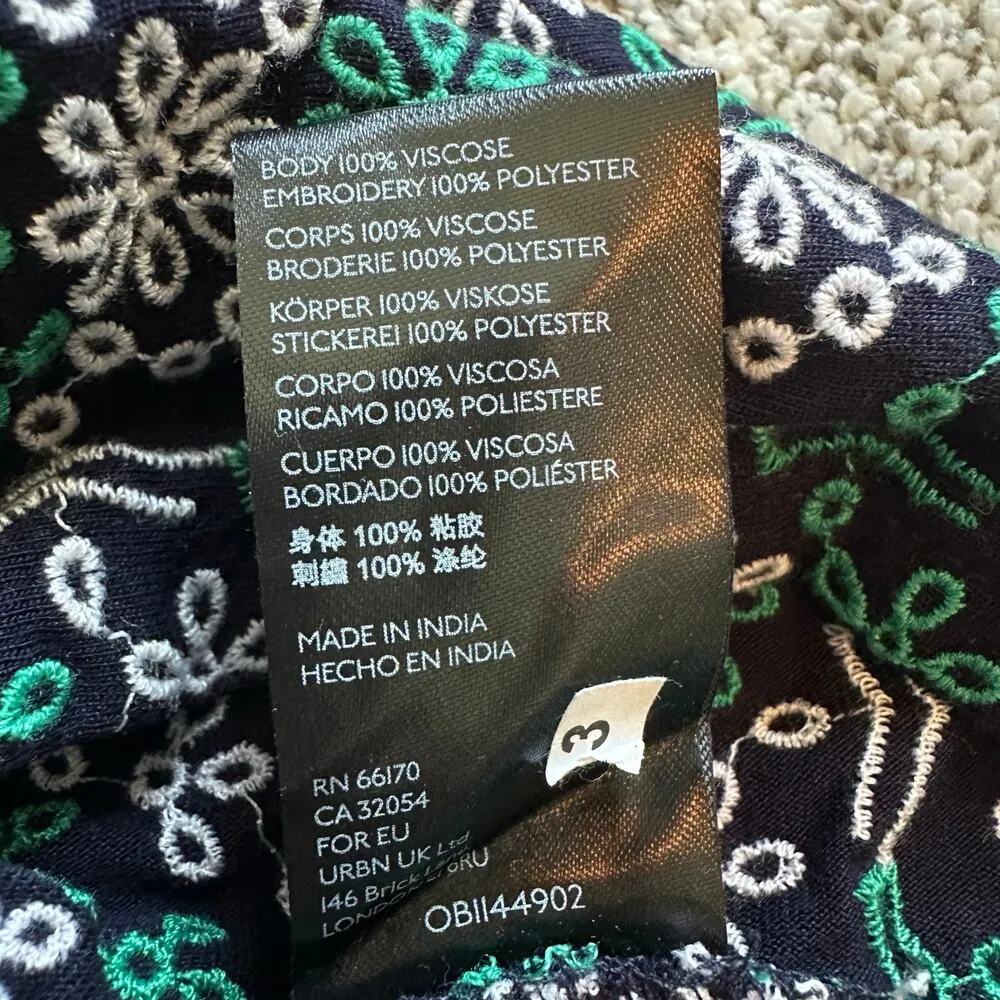 BODY 100% VISCOSE
EMBROIDERY 100% POLYESTER
CORPS 100% VISCOSE
BRODERIE 100% POLYESTER
KÖRPER 100% VISKOSE
STICKEREI 100% POLYESTER
CORPO 100% VISCOSA
RICAMO 100% POLIESTERE
CUERPO 100% VISCOSA
BORDADO 100% POLIÉSTER
身体 100% 粘胶
刺繡 100% 涤纶
MADE IN INDIA
HECHO EN INDIA
3
RN 66170
CA 32054
FOR EU
URBN UK Ltd
146 Brick
LONDON 6RU
OB1144902